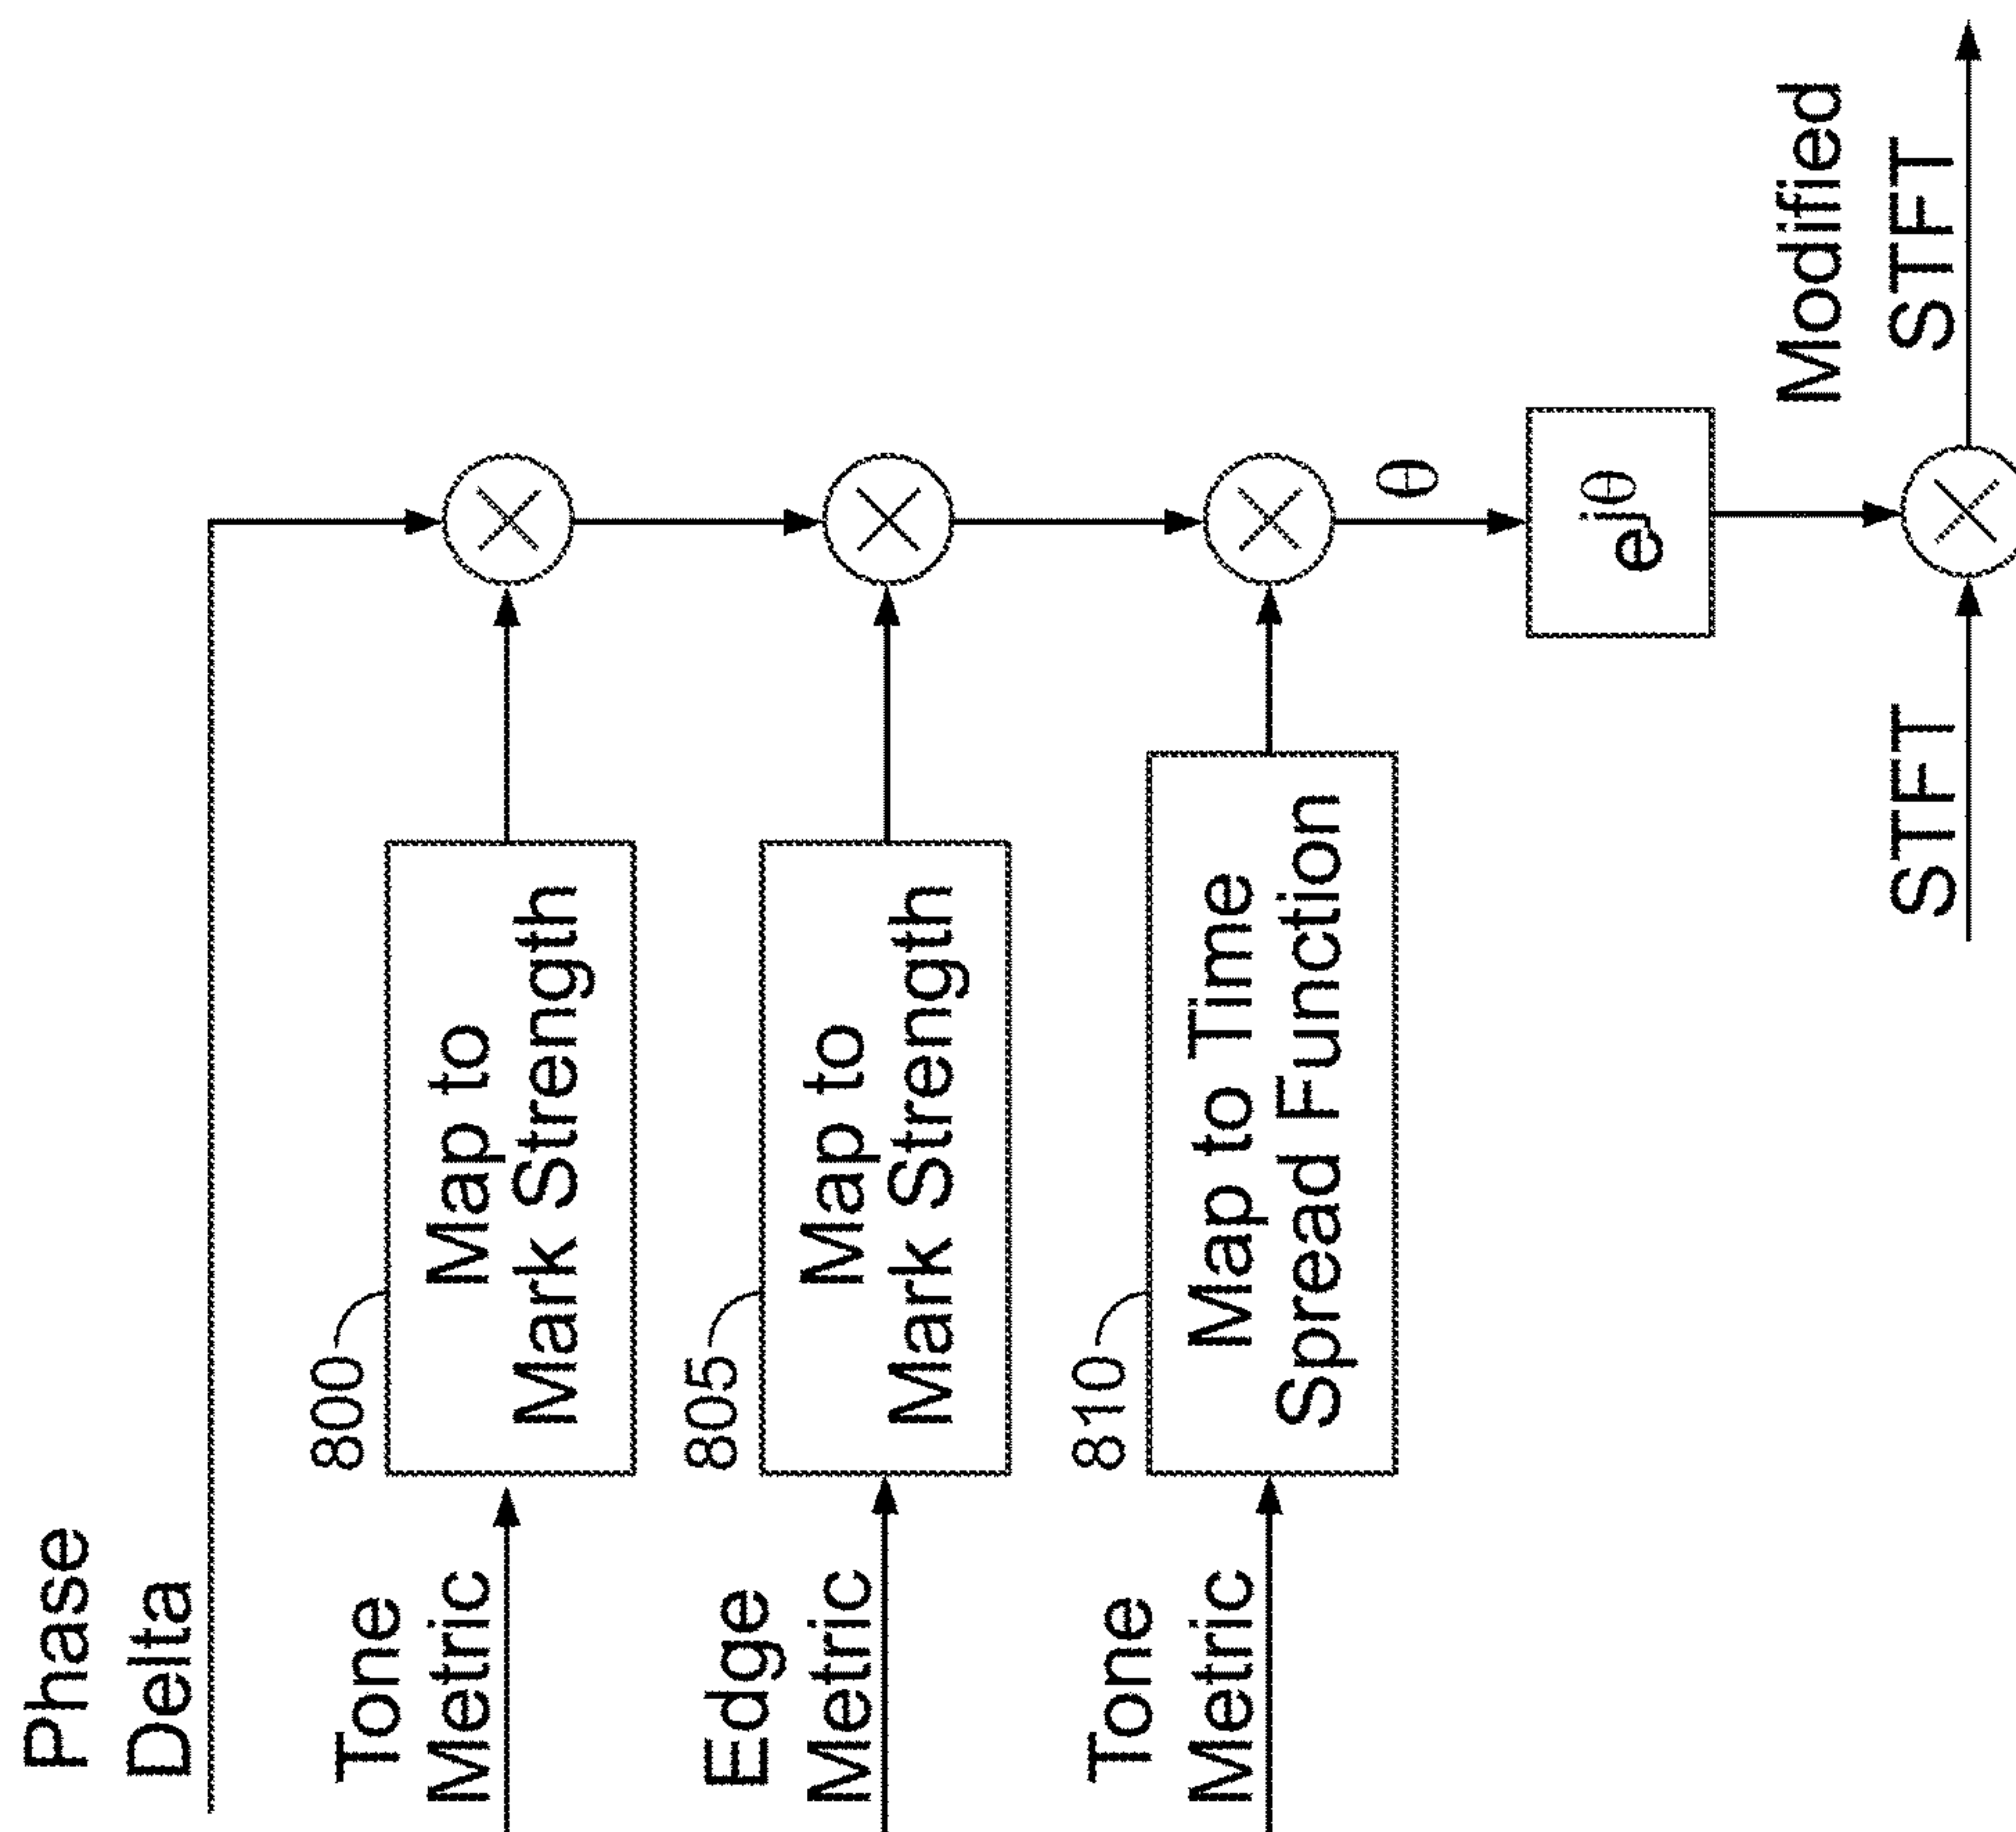 Phase
Delta
Tone
Metric
800
Map to
Mark Strength
Edge
Metric
805
Map to
Mark Strength
Tone
Metric
810
Map to Time
Spread Function
θ
e^jθ
STFT
Modified
STFT